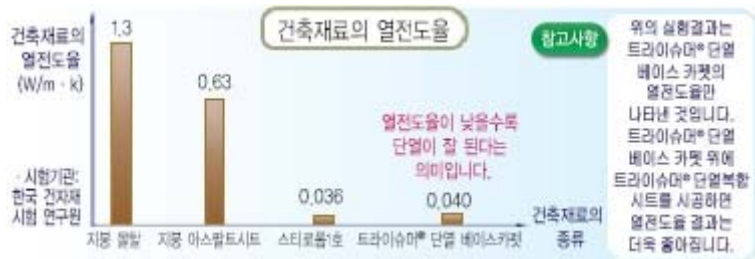 건축재료의 열전도율
건축재료의
열전도율
(W/m · k)
1,3
0,63
0,036
0,040
열전도율이 낮을수록
단열이 잘 된다는
의미입니다.
· 시험기관:
한국 건자재
시험 연구원
지붕 몰탈
지붕 아스팔트시트
스티로폼1호
트라이슈머® 단열 베이스카펫
건축재료의
종류
참고사항
위의 실험결과는
트라이슈머® 단열
베이스 카펫의
열전도율만
나타낸 것입니다.
트라이슈머® 단열
베이스 카펫 위에
트라이슈머® 단열복합
시트를 시공하면
열전도율 결과는
더욱 좋아집니다.